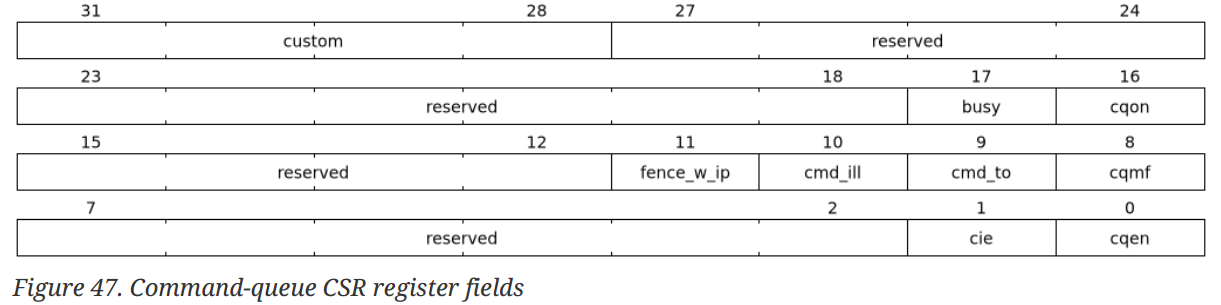 31 28 27 24
custom reserved
23 18 17 16
reserved busy cqon
15 12 11 10 9 8
reserved fence_w_ip cmd_ill cmd_to cqmf
7 2 1 0
reserved cie cqen
Figure 47. Command-queue CSR register fields